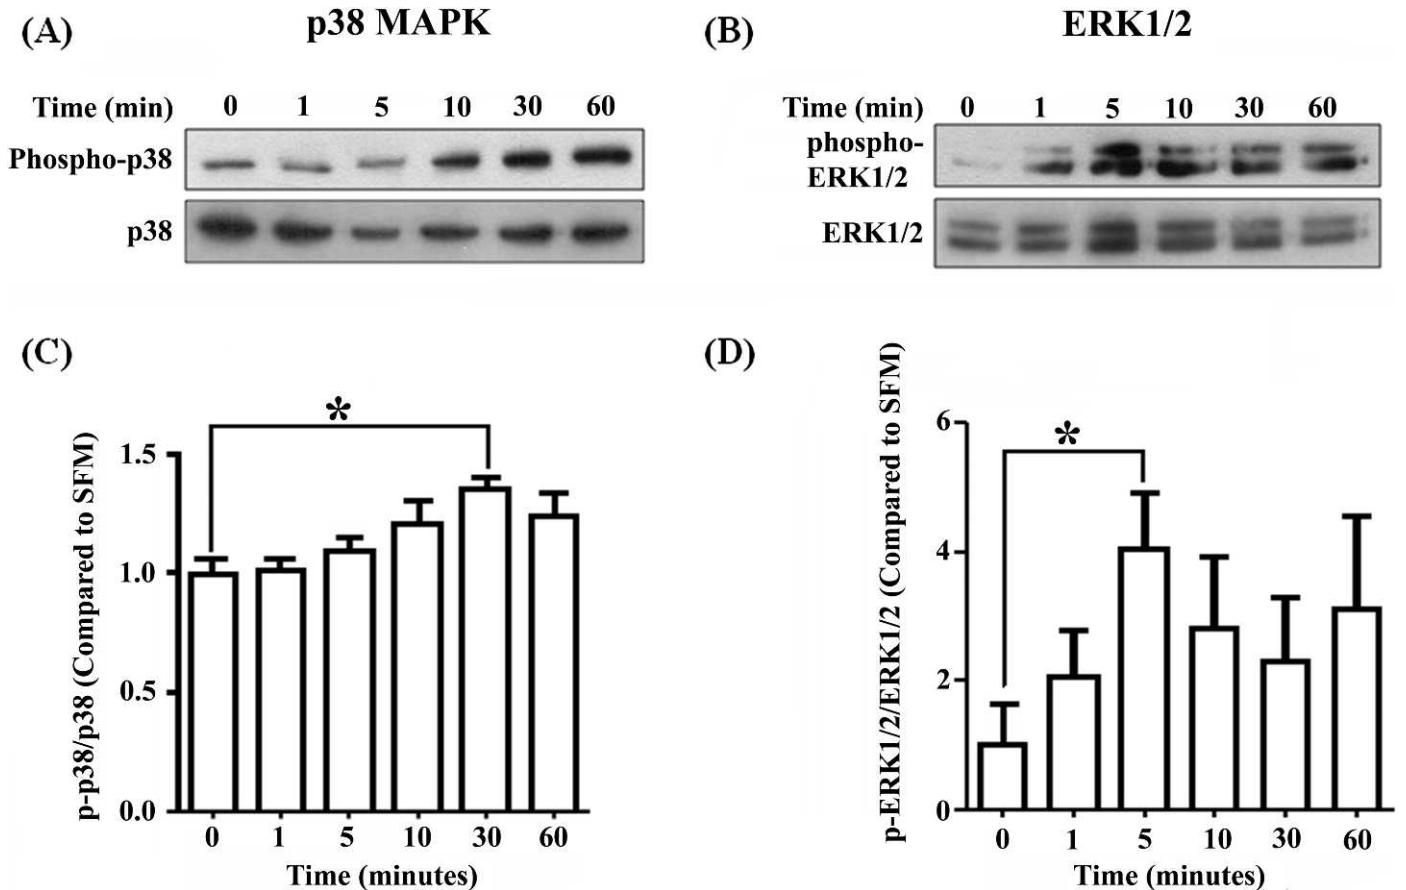 (A)
p38 MAPK
Time (min) 0 1 5 10 30 60
Phospho-p38
p38
(B)
ERK1/2
Time (min) 0 1 5 10 30 60
phospho-
ERK1/2
ERK1/2
(C)
p-p38/p38 (Compared to SFM)
*
1.5
1.0
0.5
0.0
0 1 5 10 30 60
Time (minutes)
(D)
p-ERK1/2/ERK1/2 (Compared to SFM)
*
6
4
2
0
0 1 5 10 30 60
Time (minutes)